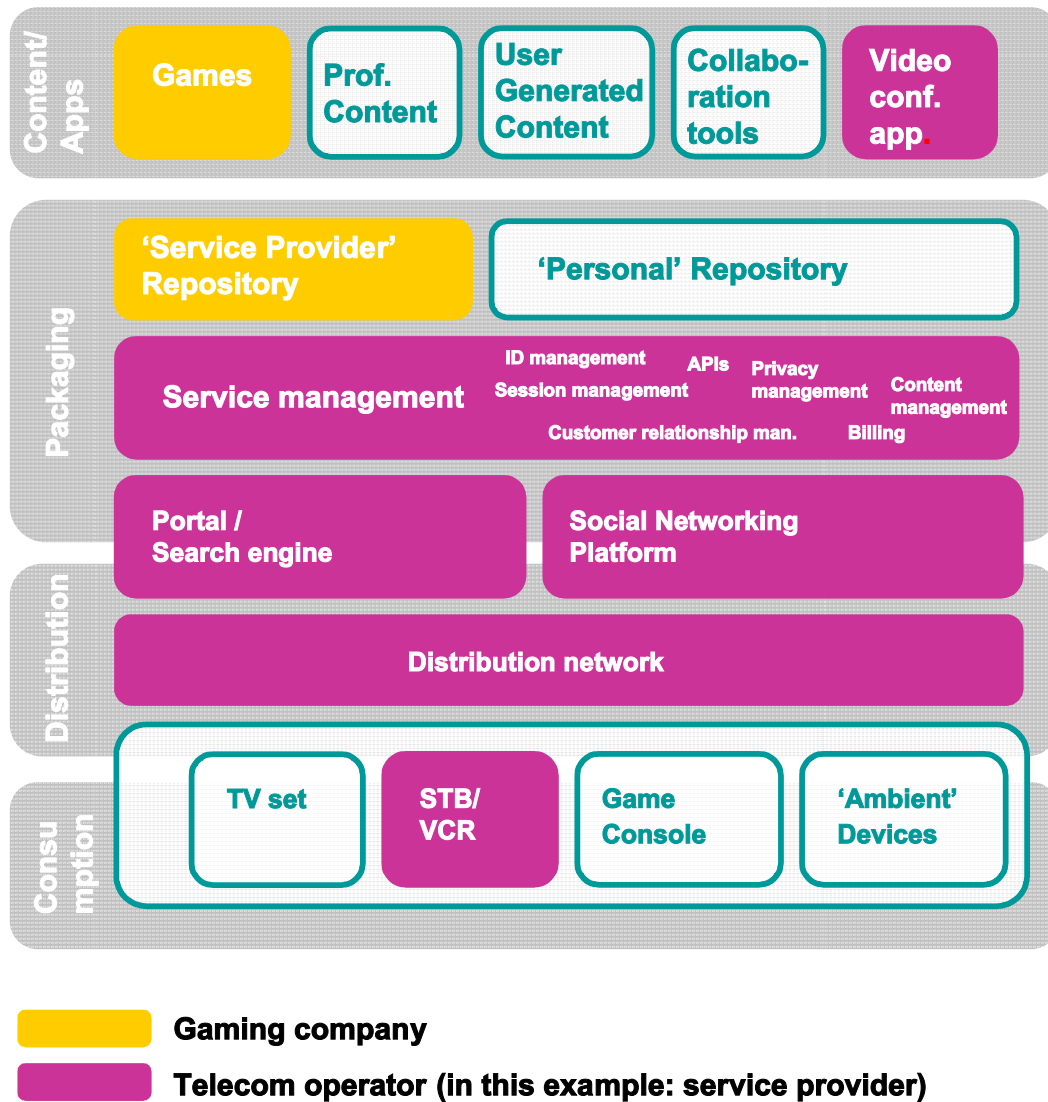 Content/
Apps
Games
Prof.
Content
User
Generated
Content
Collabo-
ration
tools
Video
conf.
app.
Packaging
‘Service Provider’
Repository
‘Personal’ Repository
Service management
ID management
APIs
Privacy
management
Session management
Content
management
Customer relationship man.
Billing
Portal /
Search engine
Social Networking
Platform
Distribution
Distribution network
Consu
mption
TV set
STB/
VCR
Game
Console
‘Ambient’
Devices
Gaming company
Telecom operator (in this example: service provider)